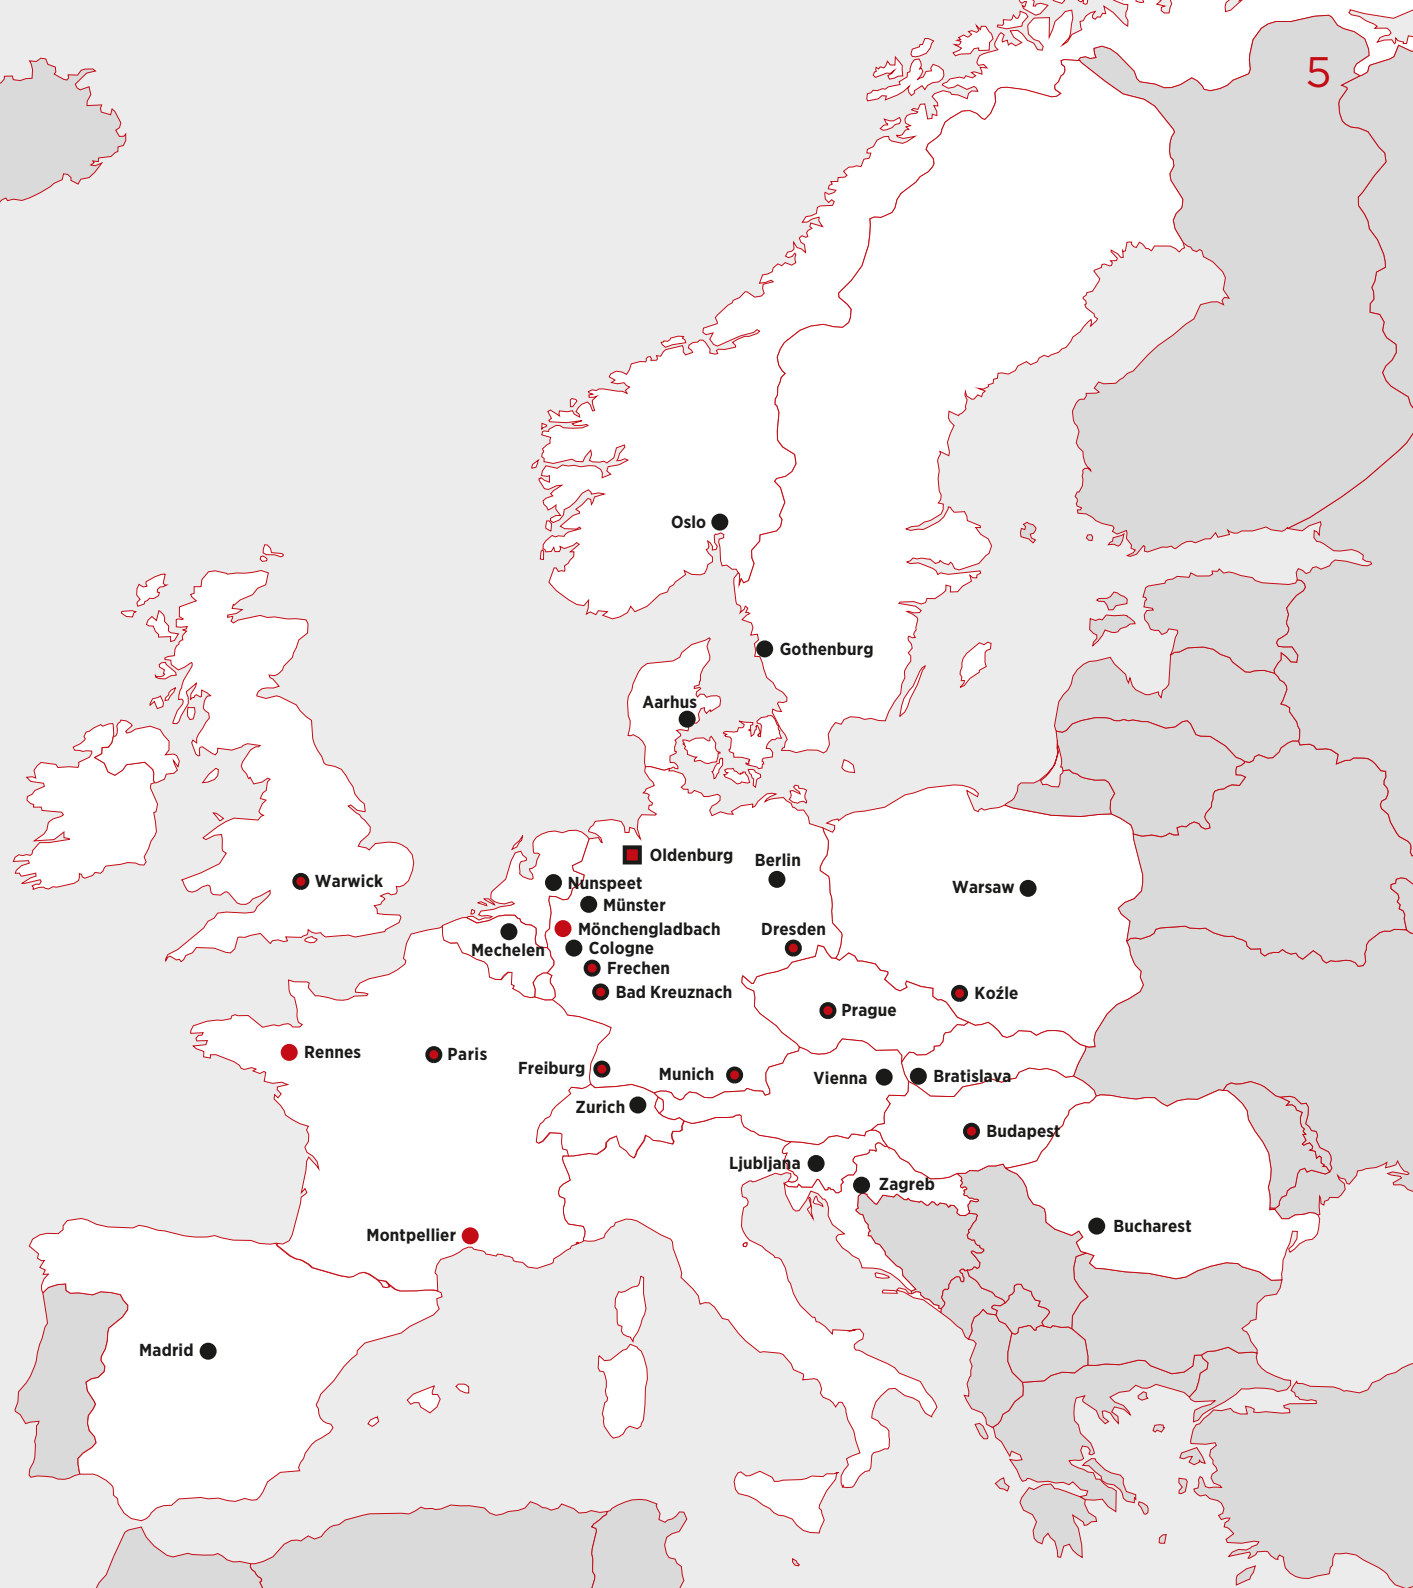 5
Oslo
Gothenburg
Aarhus
Oldenburg
Berlin
Warwick
Nunspeet
Warsaw
Münster
Mönchengladbach
Dresden
Mechelen
Cologne
Frechen
Bad Kreuznach
Koźle
Prague
Rennes
Paris
Freiburg
Munich
Vienna
Bratislava
Zurich
Budapest
Ljubljana
Zagreb
Montpellier
Bucharest
Madrid